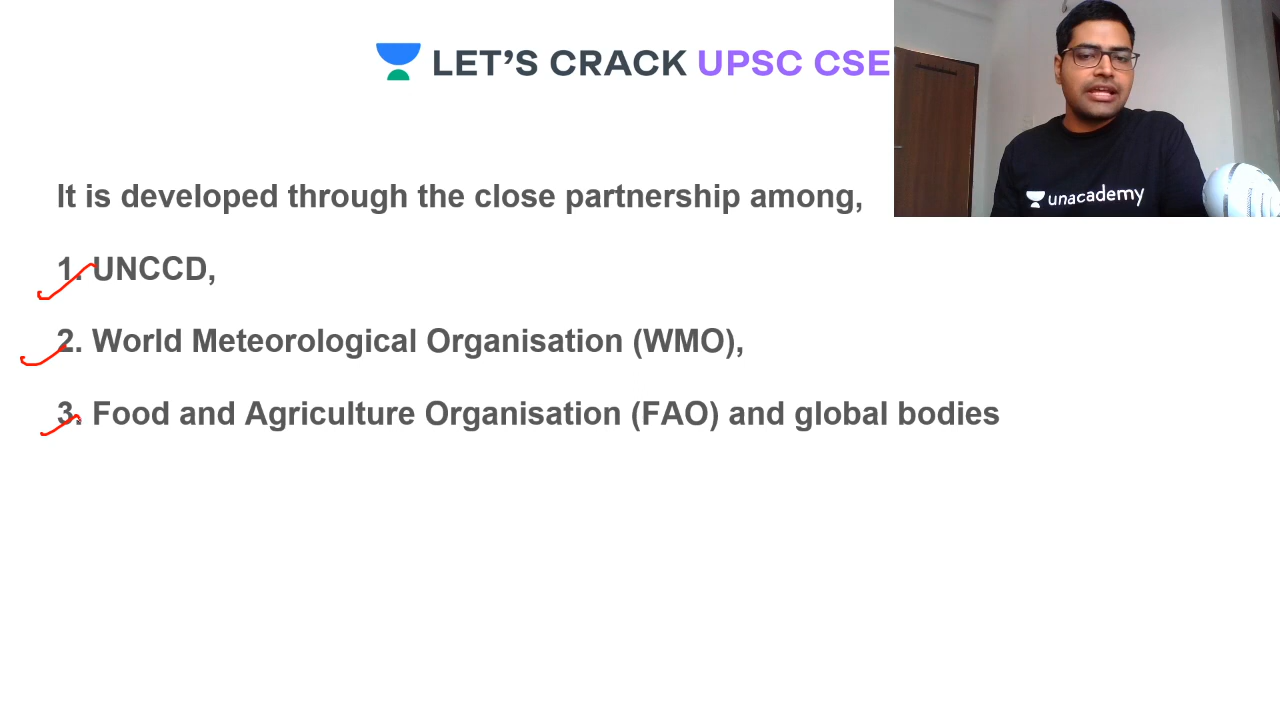 LET'S CRACK UPSC CSE
unacademy
It is developed through the close partnership among,
1. UNCCD,
2. World Meteorological Organisation (WMO),
3. Food and Agriculture Organisation (FAO) and global bodies